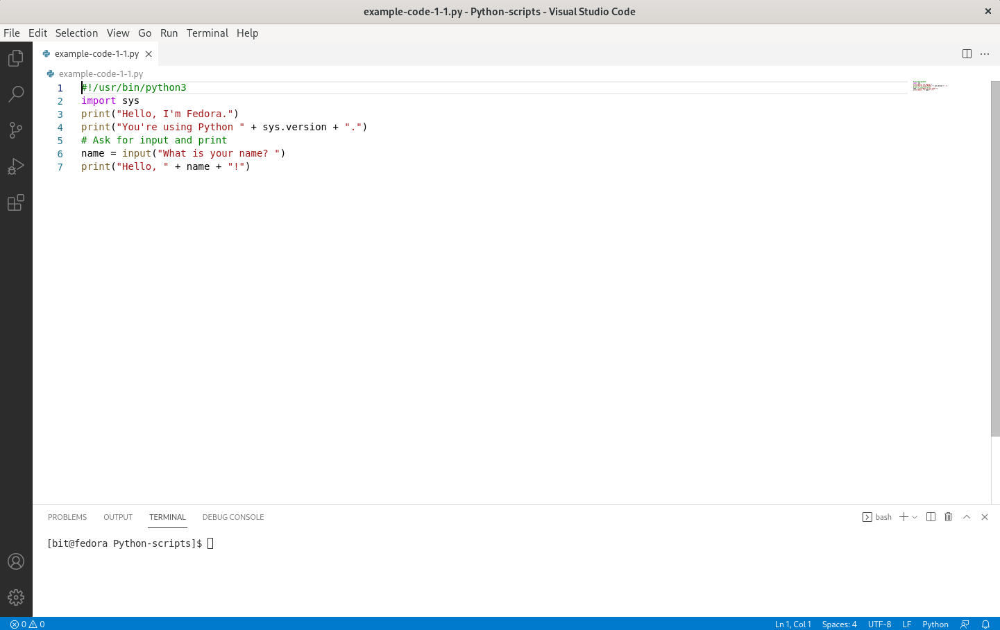 example-code-1-1.py - Python-scripts - Visual Studio Code
File Edit Selection View Go Run Terminal Help
example-code-1-1.py
example-code-1-1.py
1 #!/usr/bin/python3
2 import sys
3 print("Hello, I'm Fedora.")
4 print("You're using Python " + sys.version + ".")
5 # Ask for input and print
6 name = input("What is your name? ")
7 print("Hello, " + name + "!")
PROBLEMS OUTPUT TERMINAL DEBUG CONSOLE bash
[bit@fedora Python-scripts]$
0 0 Ln 1, Col 1 Spaces: 4 UTF-8 LF Python